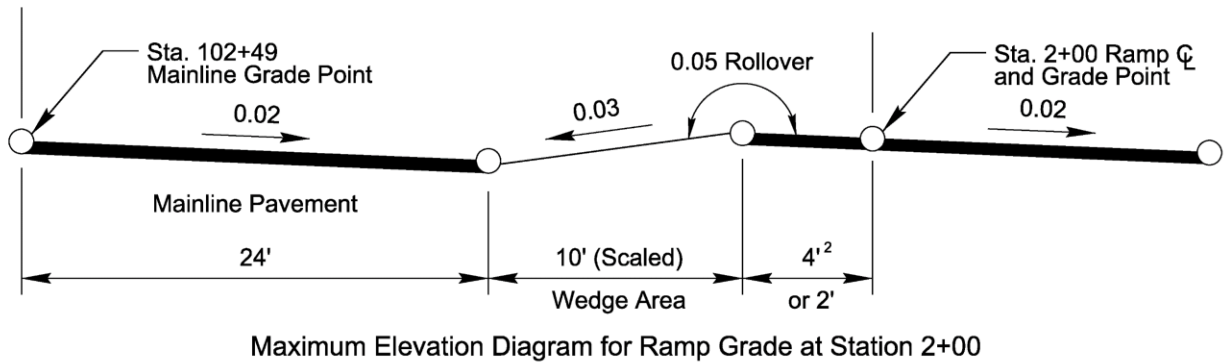 Sta. 102+49
Mainline Grade Point
0.02
0.03
0.05 Rollover
Sta. 2+00 Ramp ℄
and Grade Point
0.02
Mainline Pavement
24'
10' (Scaled)
Wedge Area
4'²
or 2'
Maximum Elevation Diagram for Ramp Grade at Station 2+00